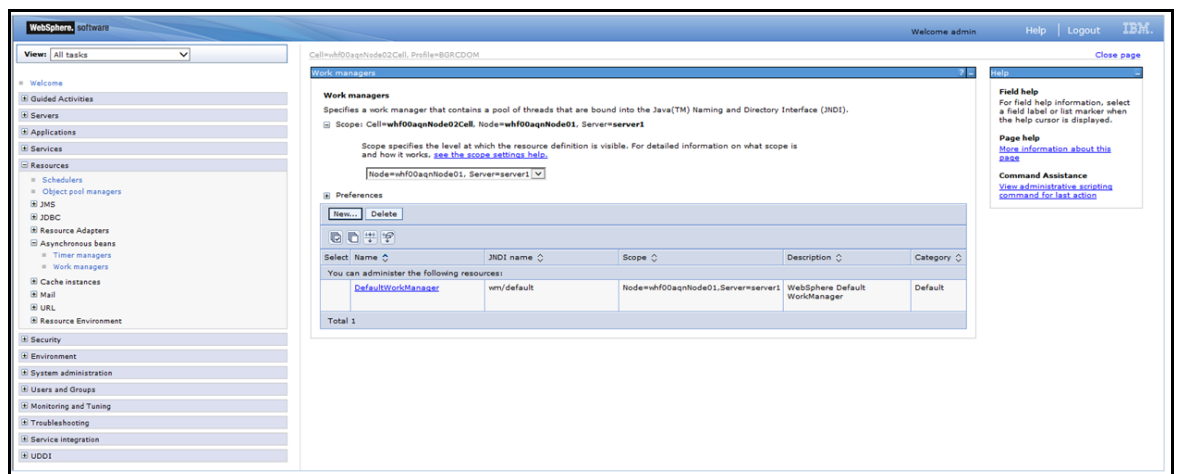 WebSphere. software
Welcome admin
Help | Logout
IBM.
View: All tasks
Cell=whf00aqnNode02Cell, Profile=BGRCDOM
Close page
Welcome
Guided Activities
Servers
Applications
Services
Resources
Schedulers
Object pool managers
JMS
JDBC
Resource Adapters
Asynchronous beans
Timer managers
Work managers
Cache instances
Mail
URL
Resource Environment
Security
Environment
System administration
Users and Groups
Monitoring and Tuning
Troubleshooting
Service integration
UDDI
Work managers
? -
Work managers
Specifies a work manager that contains a pool of threads that are bound into the Java(TM) Naming and Directory Interface (JNDI).
Scope: Cell=whf00aqnNode02Cell, Node=whf00aqnNode01, Server=server1
Scope specifies the level at which the resource definition is visible. For detailed information on what scope is
and how it works, see the scope settings help.
Node=whf00aqnNode01, Server=server1
Preferences
New... Delete
Select Name JNDI name Scope Description Category
You can administer the following resources:
DefaultWorkManager wm/default Node=whf00aqnNode01,Server=server1 WebSphere Default Default
WorkManager
Total 1
Help
Field help
For field help information, select
a field label or list marker when
the help cursor is displayed.
Page help
More information about this
page
Command Assistance
View administrative scripting
command for last action